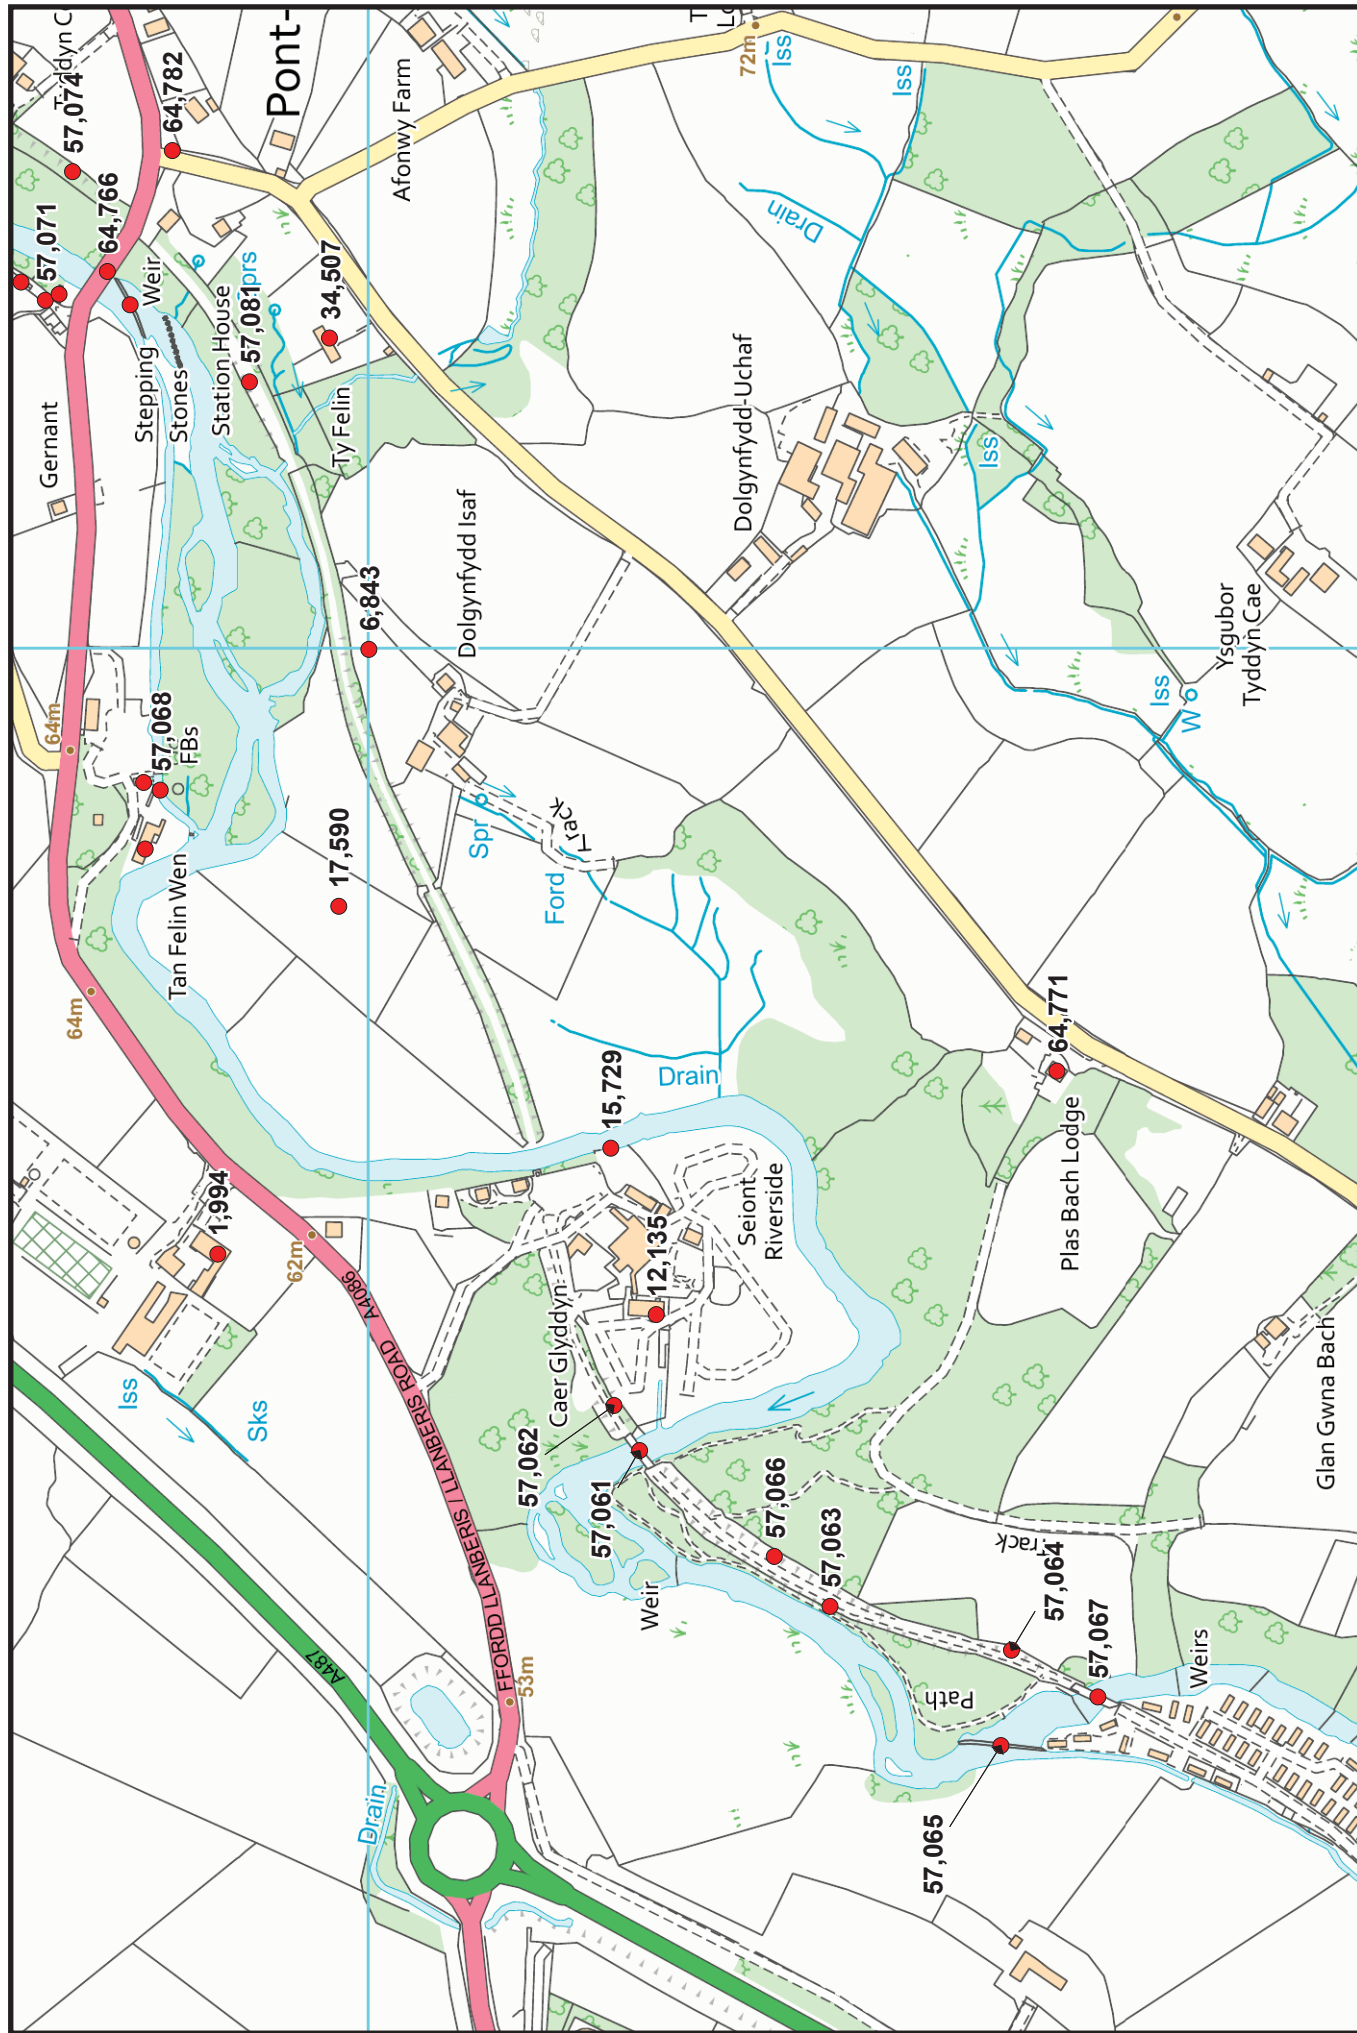 Tyddyn C
57,074
64,782
Pont-
57,071
64,766
Weir
Stepping
Stones
Station House
Sprs
57,081
34,507
Ty Felin
Afonwy Farm
72m
Iss
Iss
Drain
Gernant
Dolgynfydd Isaf
Dolgynfydd-Uchaf
Iss
6,843
64m
57,068
FBs
Tan Felin Wen
17,590
Spr
Ford
Track
Ysgubor
Tyddyn Cae
Iss
W
64m
15,729
Drain
64,771
Plas Bach Lodge
1,994
62m
A4086
12,135
Seiont
Riverside
Caer Glyddyn
Iss
Sks
57,062
57,061
57,066
57,063
Weir
Track
57,064
57,067
Weirs
Path
57,065
Glan Gwna Bach
FFORDD LLANBERIS / LLANBERIS ROAD
A487
53m
Drain